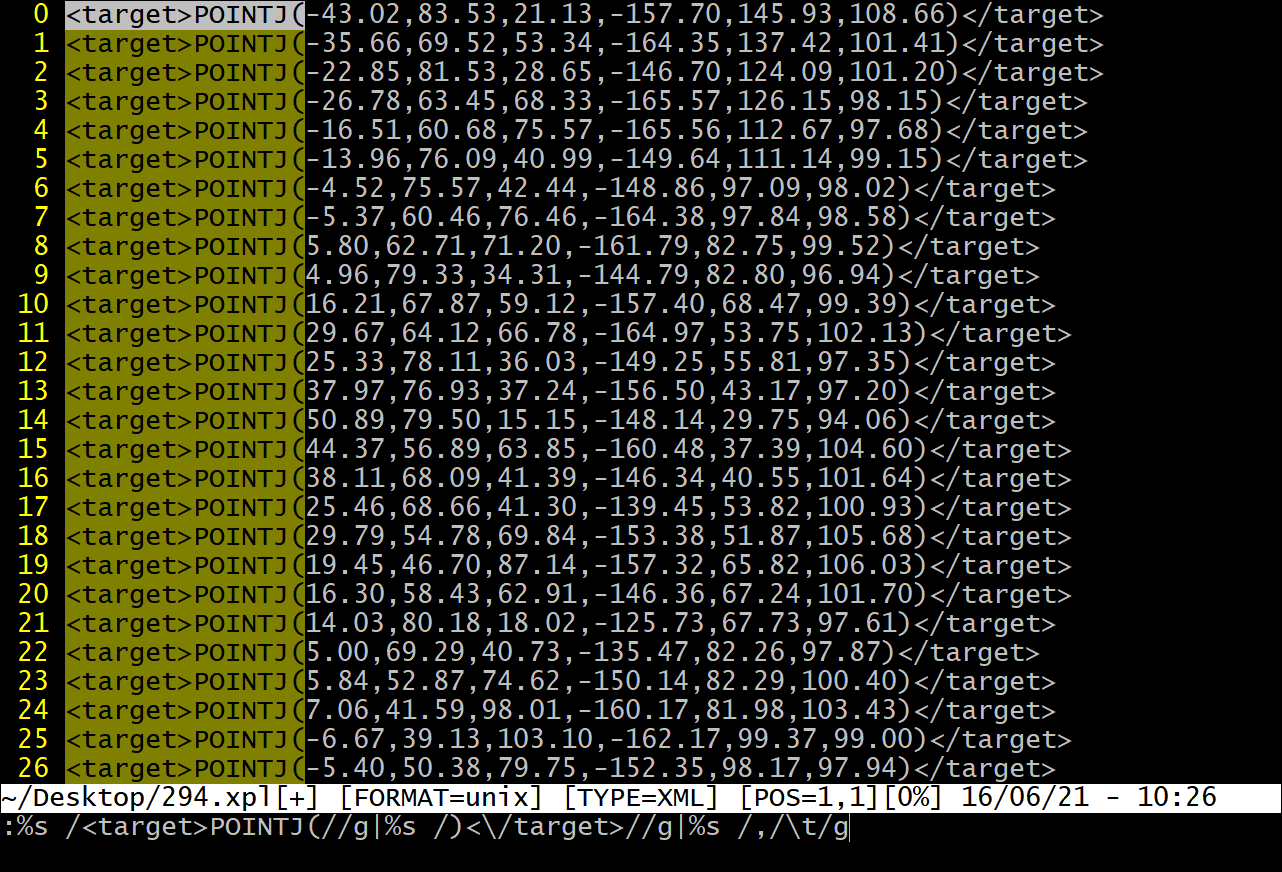 0 <target>POINTJ(-43.02,83.53,21.13,-157.70,145.93,108.66)</target>
1 <target>POINTJ(-35.66,69.52,53.34,-164.35,137.42,101.41)</target>
2 <target>POINTJ(-22.85,81.53,28.65,-146.70,124.09,101.20)</target>
3 <target>POINTJ(-26.78,63.45,68.33,-165.57,126.15,98.15)</target>
4 <target>POINTJ(-16.51,60.68,75.57,-165.56,112.67,97.68)</target>
5 <target>POINTJ(-13.96,76.09,40.99,-149.64,111.14,99.15)</target>
6 <target>POINTJ(-4.52,75.57,42.44,-148.86,97.09,98.02)</target>
7 <target>POINTJ(-5.37,60.46,76.46,-164.38,97.84,98.58)</target>
8 <target>POINTJ(5.80,62.71,71.20,-161.79,82.75,99.52)</target>
9 <target>POINTJ(4.96,79.33,34.31,-144.79,82.80,96.94)</target>
10 <target>POINTJ(16.21,67.87,59.12,-157.40,68.47,99.39)</target>
11 <target>POINTJ(29.67,64.12,66.78,-164.97,53.75,102.13)</target>
12 <target>POINTJ(25.33,78.11,36.03,-149.25,55.81,97.35)</target>
13 <target>POINTJ(37.97,76.93,37.24,-156.50,43.17,97.20)</target>
14 <target>POINTJ(50.89,79.50,15.15,-148.14,29.75,94.06)</target>
15 <target>POINTJ(44.37,56.89,63.85,-160.48,37.39,104.60)</target>
16 <target>POINTJ(38.11,68.09,41.39,-146.34,40.55,101.64)</target>
17 <target>POINTJ(25.46,68.66,41.30,-139.45,53.82,100.93)</target>
18 <target>POINTJ(29.79,54.78,69.84,-153.38,51.87,105.68)</target>
19 <target>POINTJ(19.45,46.70,87.14,-157.32,65.82,106.03)</target>
20 <target>POINTJ(16.30,58.43,62.91,-146.36,67.24,101.70)</target>
21 <target>POINTJ(14.03,80.18,18.02,-125.73,67.73,97.61)</target>
22 <target>POINTJ(5.00,69.29,40.73,-135.47,82.26,97.87)</target>
23 <target>POINTJ(5.84,52.87,74.62,-150.14,82.29,100.40)</target>
24 <target>POINTJ(7.06,41.59,98.01,-160.17,81.98,103.43)</target>
25 <target>POINTJ(-6.67,39.13,103.10,-162.17,99.37,99.00)</target>
26 <target>POINTJ(-5.40,50.38,79.75,-152.35,98.17,97.94)</target>
~/Desktop/294.xpl[+] [FORMAT=unix] [TYPE=XML] [POS=1,1][0%] 16/06/21 - 10:26
:%s /<target>POINTJ(//g|%s /)<\/target>//g|%s /,/\t/g